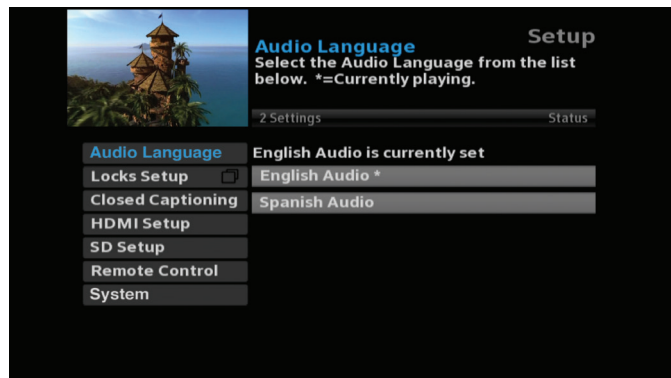 Setup
Audio Language
Select the Audio Language from the list
below. *=Currently playing.
2 Settings Status
Audio Language
Locks Setup
Closed Captioning
HDMI Setup
SD Setup
Remote Control
System
English Audio is currently set
English Audio *
Spanish Audio